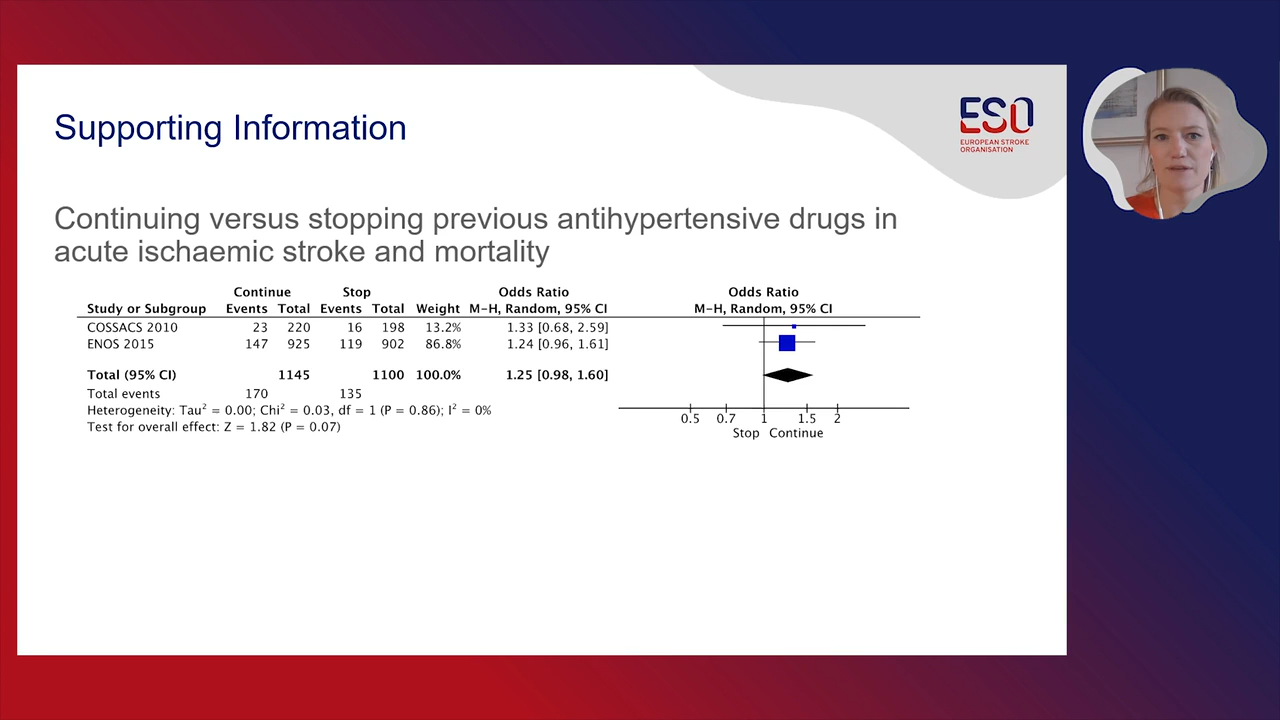 Supporting Information
ESO
EUROPEAN STROKE
ORGANISATION
Continuing versus stopping previous antihypertensive drugs in
acute ischaemic stroke and mortality
Continue Stop Odds Ratio Odds Ratio
Study or Subgroup Events Total Events Total Weight M-H, Random, 95% CI M-H, Random, 95% CI
COSSACS 2010 23 220 16 198 13.2% 1.33 [0.68, 2.59]
ENOS 2015 147 925 119 902 86.8% 1.24 [0.96, 1.61]
Total (95% CI) 1145 1100 100.0% 1.25 [0.98, 1.60]
Total events 170 135
Heterogeneity: Tau² = 0.00; Chi² = 0.03, df = 1 (P = 0.86); I² = 0%
Test for overall effect: Z = 1.82 (P = 0.07)
0.5 0.7 1 1.5 2
Stop Continue